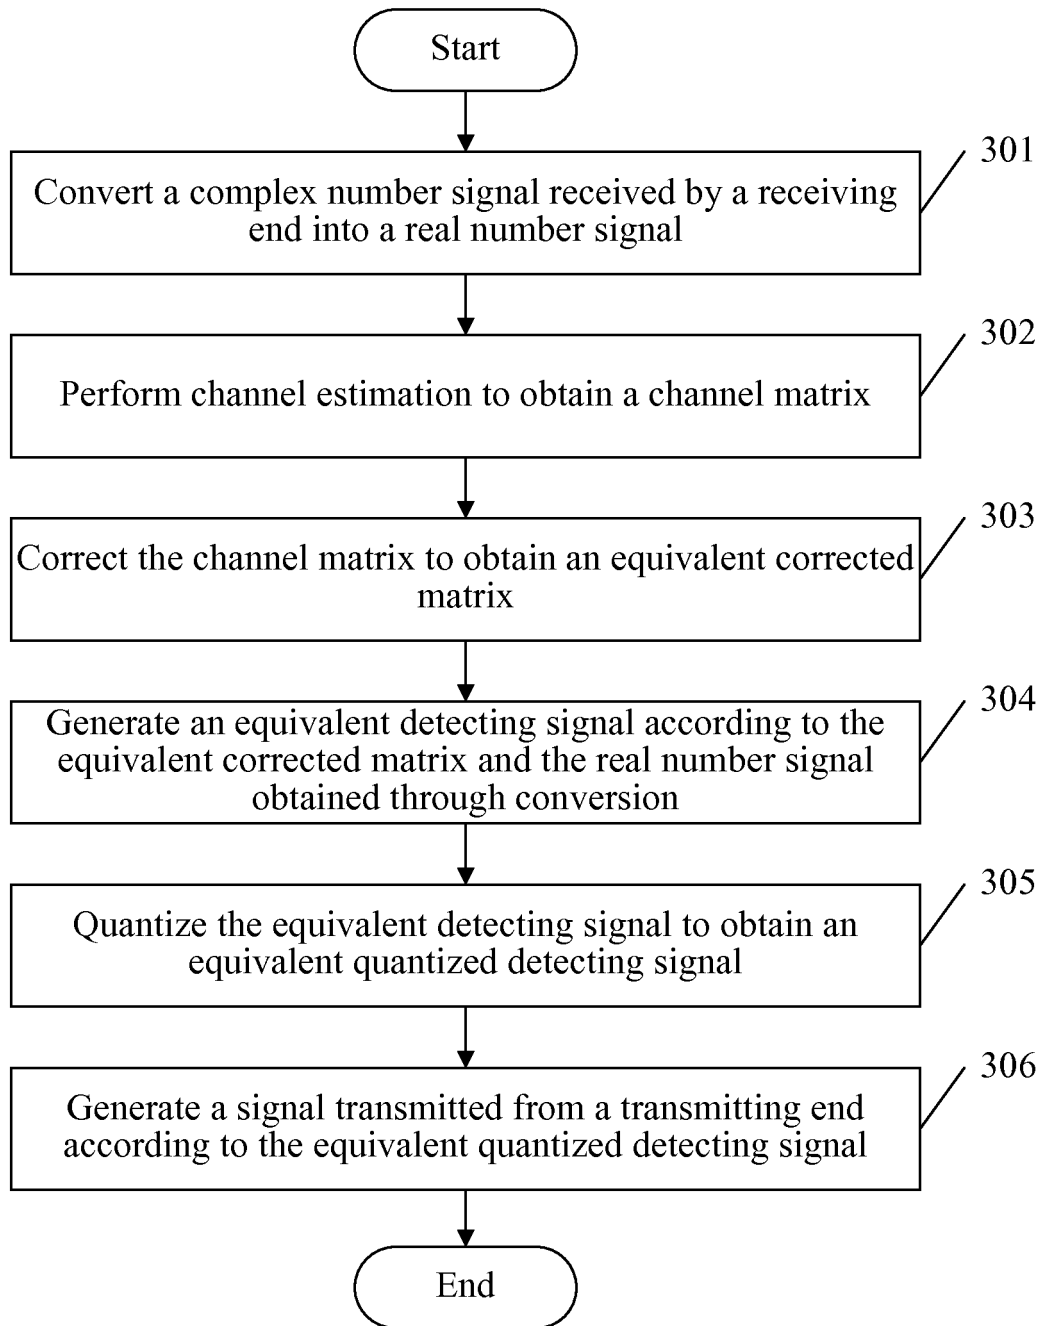 Start
301
Convert a complex number signal received by a receiving
end into a real number signal
302
Perform channel estimation to obtain a channel matrix
303
Correct the channel matrix to obtain an equivalent corrected
matrix
304
Generate an equivalent detecting signal according to the
equivalent corrected matrix and the real number signal
obtained through conversion
305
Quantize the equivalent detecting signal to obtain an
equivalent quantized detecting signal
306
Generate a signal transmitted from a transmitting end
according to the equivalent quantized detecting signal
End